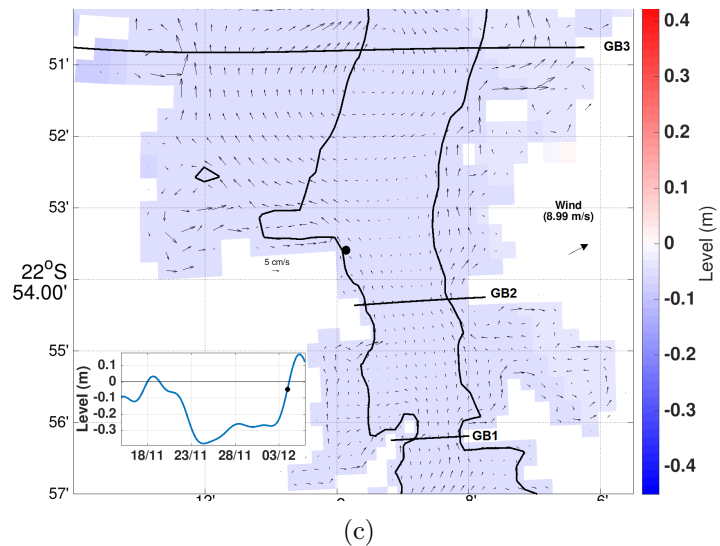 GB3
51'
52'
53'
22°S
54.00'
55'
56'
57'
Wind
(8.99 m/s)
5 cm/s
GB2
GB1
8'
6'
0.4
0.3
0.2
0.1
0
-0.1
-0.2
-0.3
-0.4
Level (m)
0.1
0
-0.1
-0.2
-0.3
Level (m)
18/11
23/11
28/11
03/12
(c)